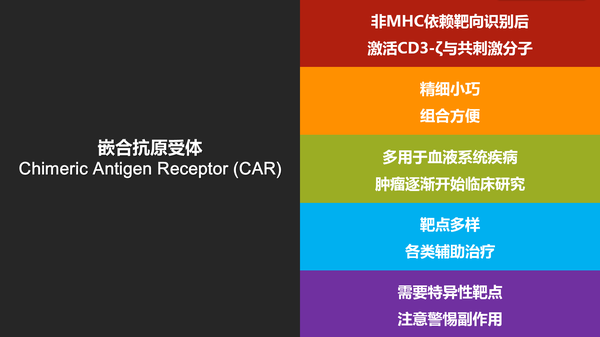 嵌合抗原受体
Chimeric Antigen Receptor (CAR)
非MHC依赖靶向识别后
激活CD3-ζ与共刺激分子
精细小巧
组合方便
多用于血液系统疾病
肿瘤逐渐开始临床研究
靶点多样
各类辅助治疗
需要特异性靶点
注意警惕副作用